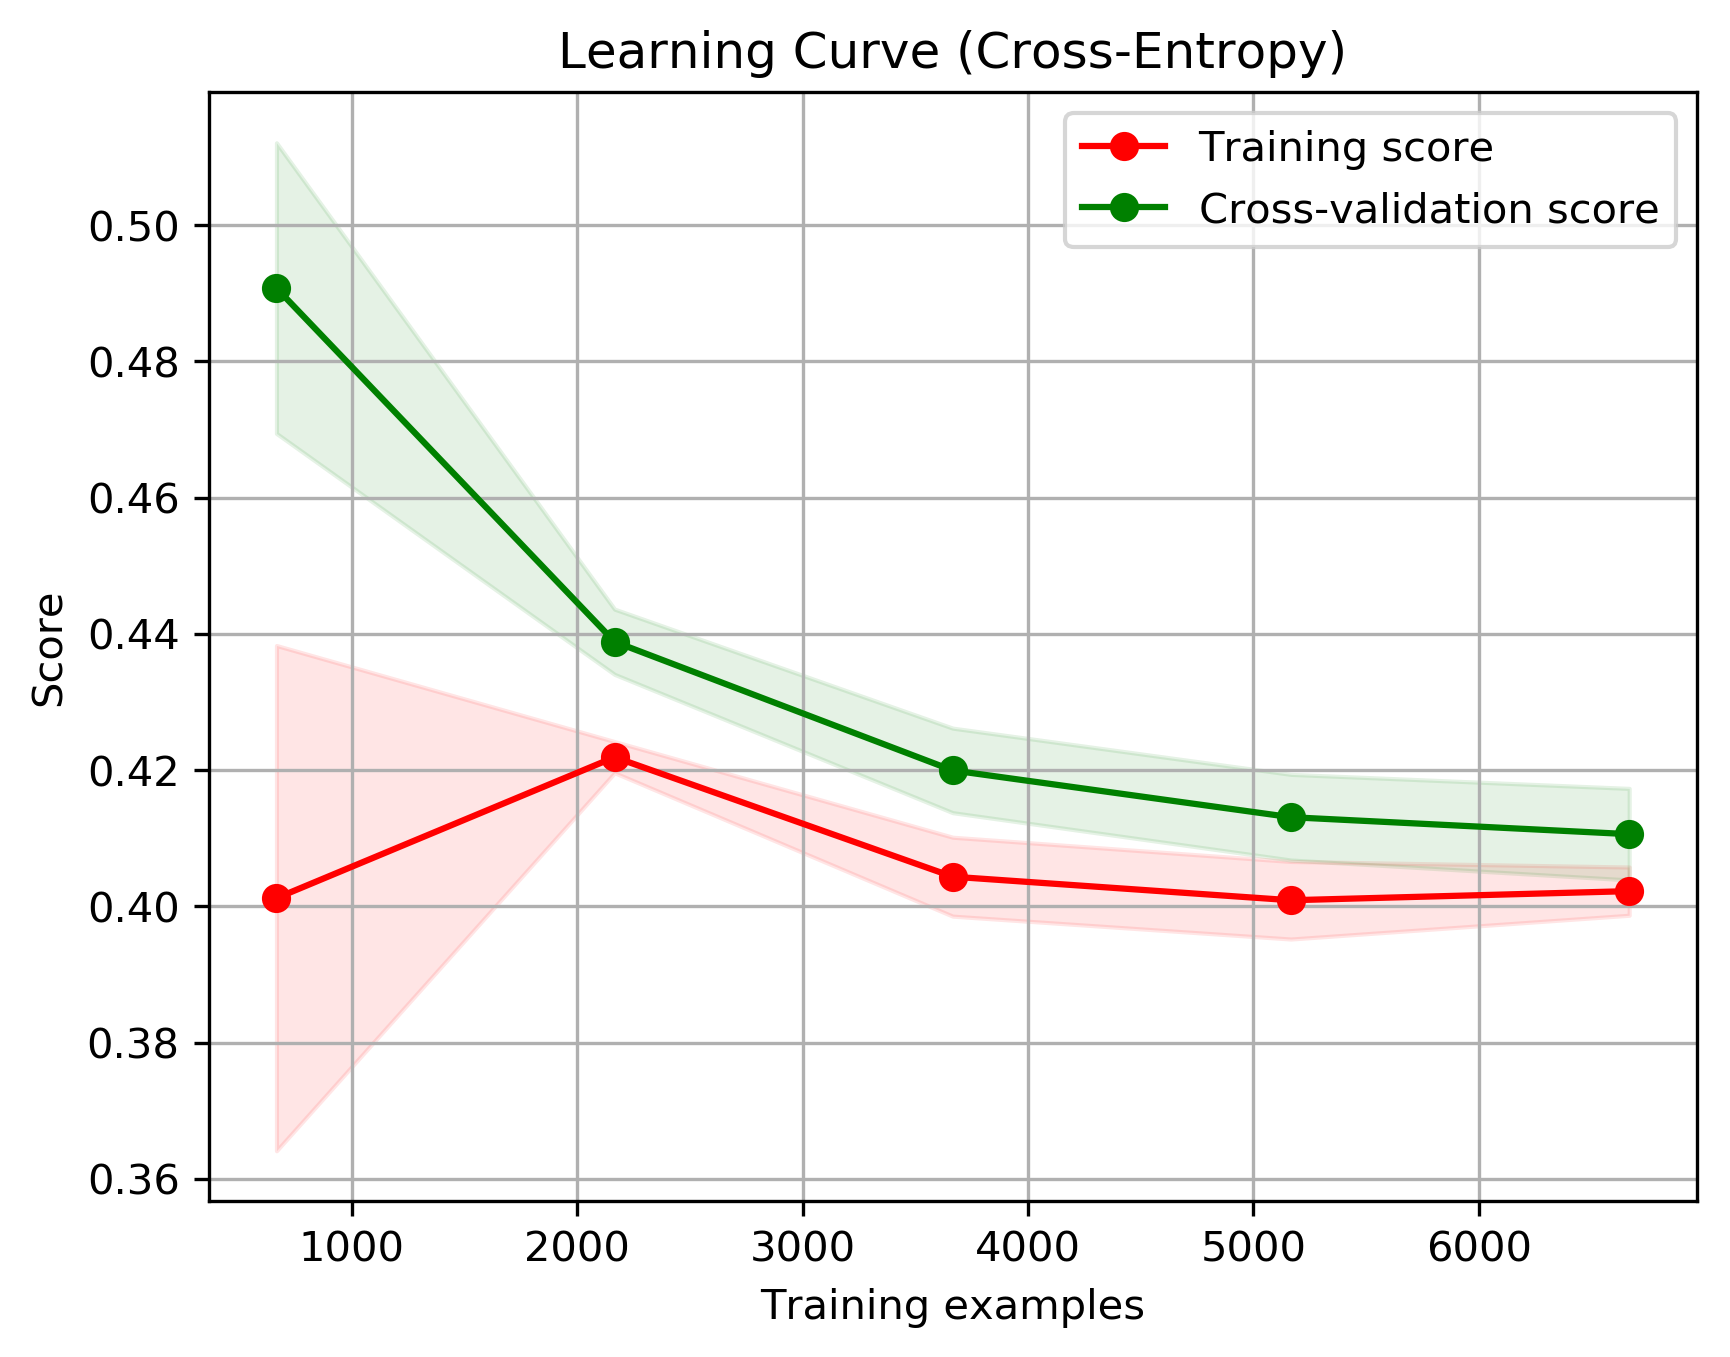 Learning Curve (Cross-Entropy)
Training score
Cross-validation score
0.50
0.48
0.46
0.44
0.42
0.40
0.38
0.36
Score
1000 2000 3000 4000 5000 6000
Training examples